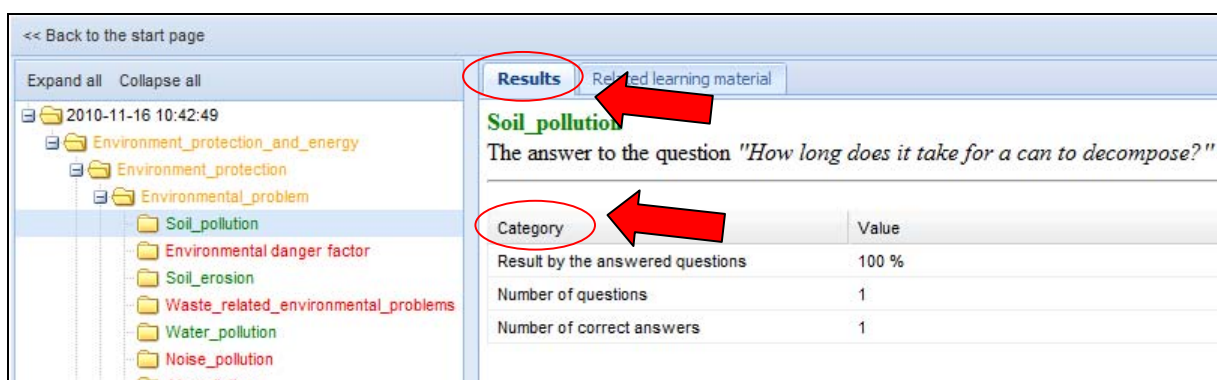 << Back to the start page
Expand all Collapse all
2010-11-16 10:42:49
Environment_protection_and_energy
Environment_protection
Environmental_problem
Soil_pollution
Environmental danger factor
Soil_erosion
Waste_related_environmental_problems
Water_pollution
Noise_pollution
Results Related learning material
Soil_pollution
The answer to the question "How long does it take for a can to decompose?"
Category Value
Result by the answered questions 100 %
Number of questions 1
Number of correct answers 1